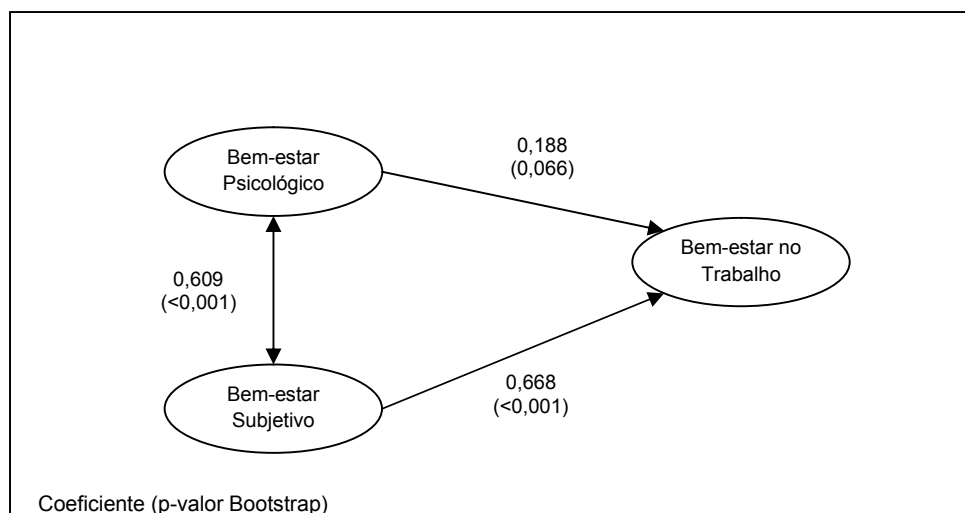 Bem-estar
Psicológico
0,188
(0,066)
Bem-estar no
Trabalho
0,609
(<0,001)
Bem-estar
Subjetivo
0,668
(<0,001)
Coeficiente (p-valor Bootstrap)